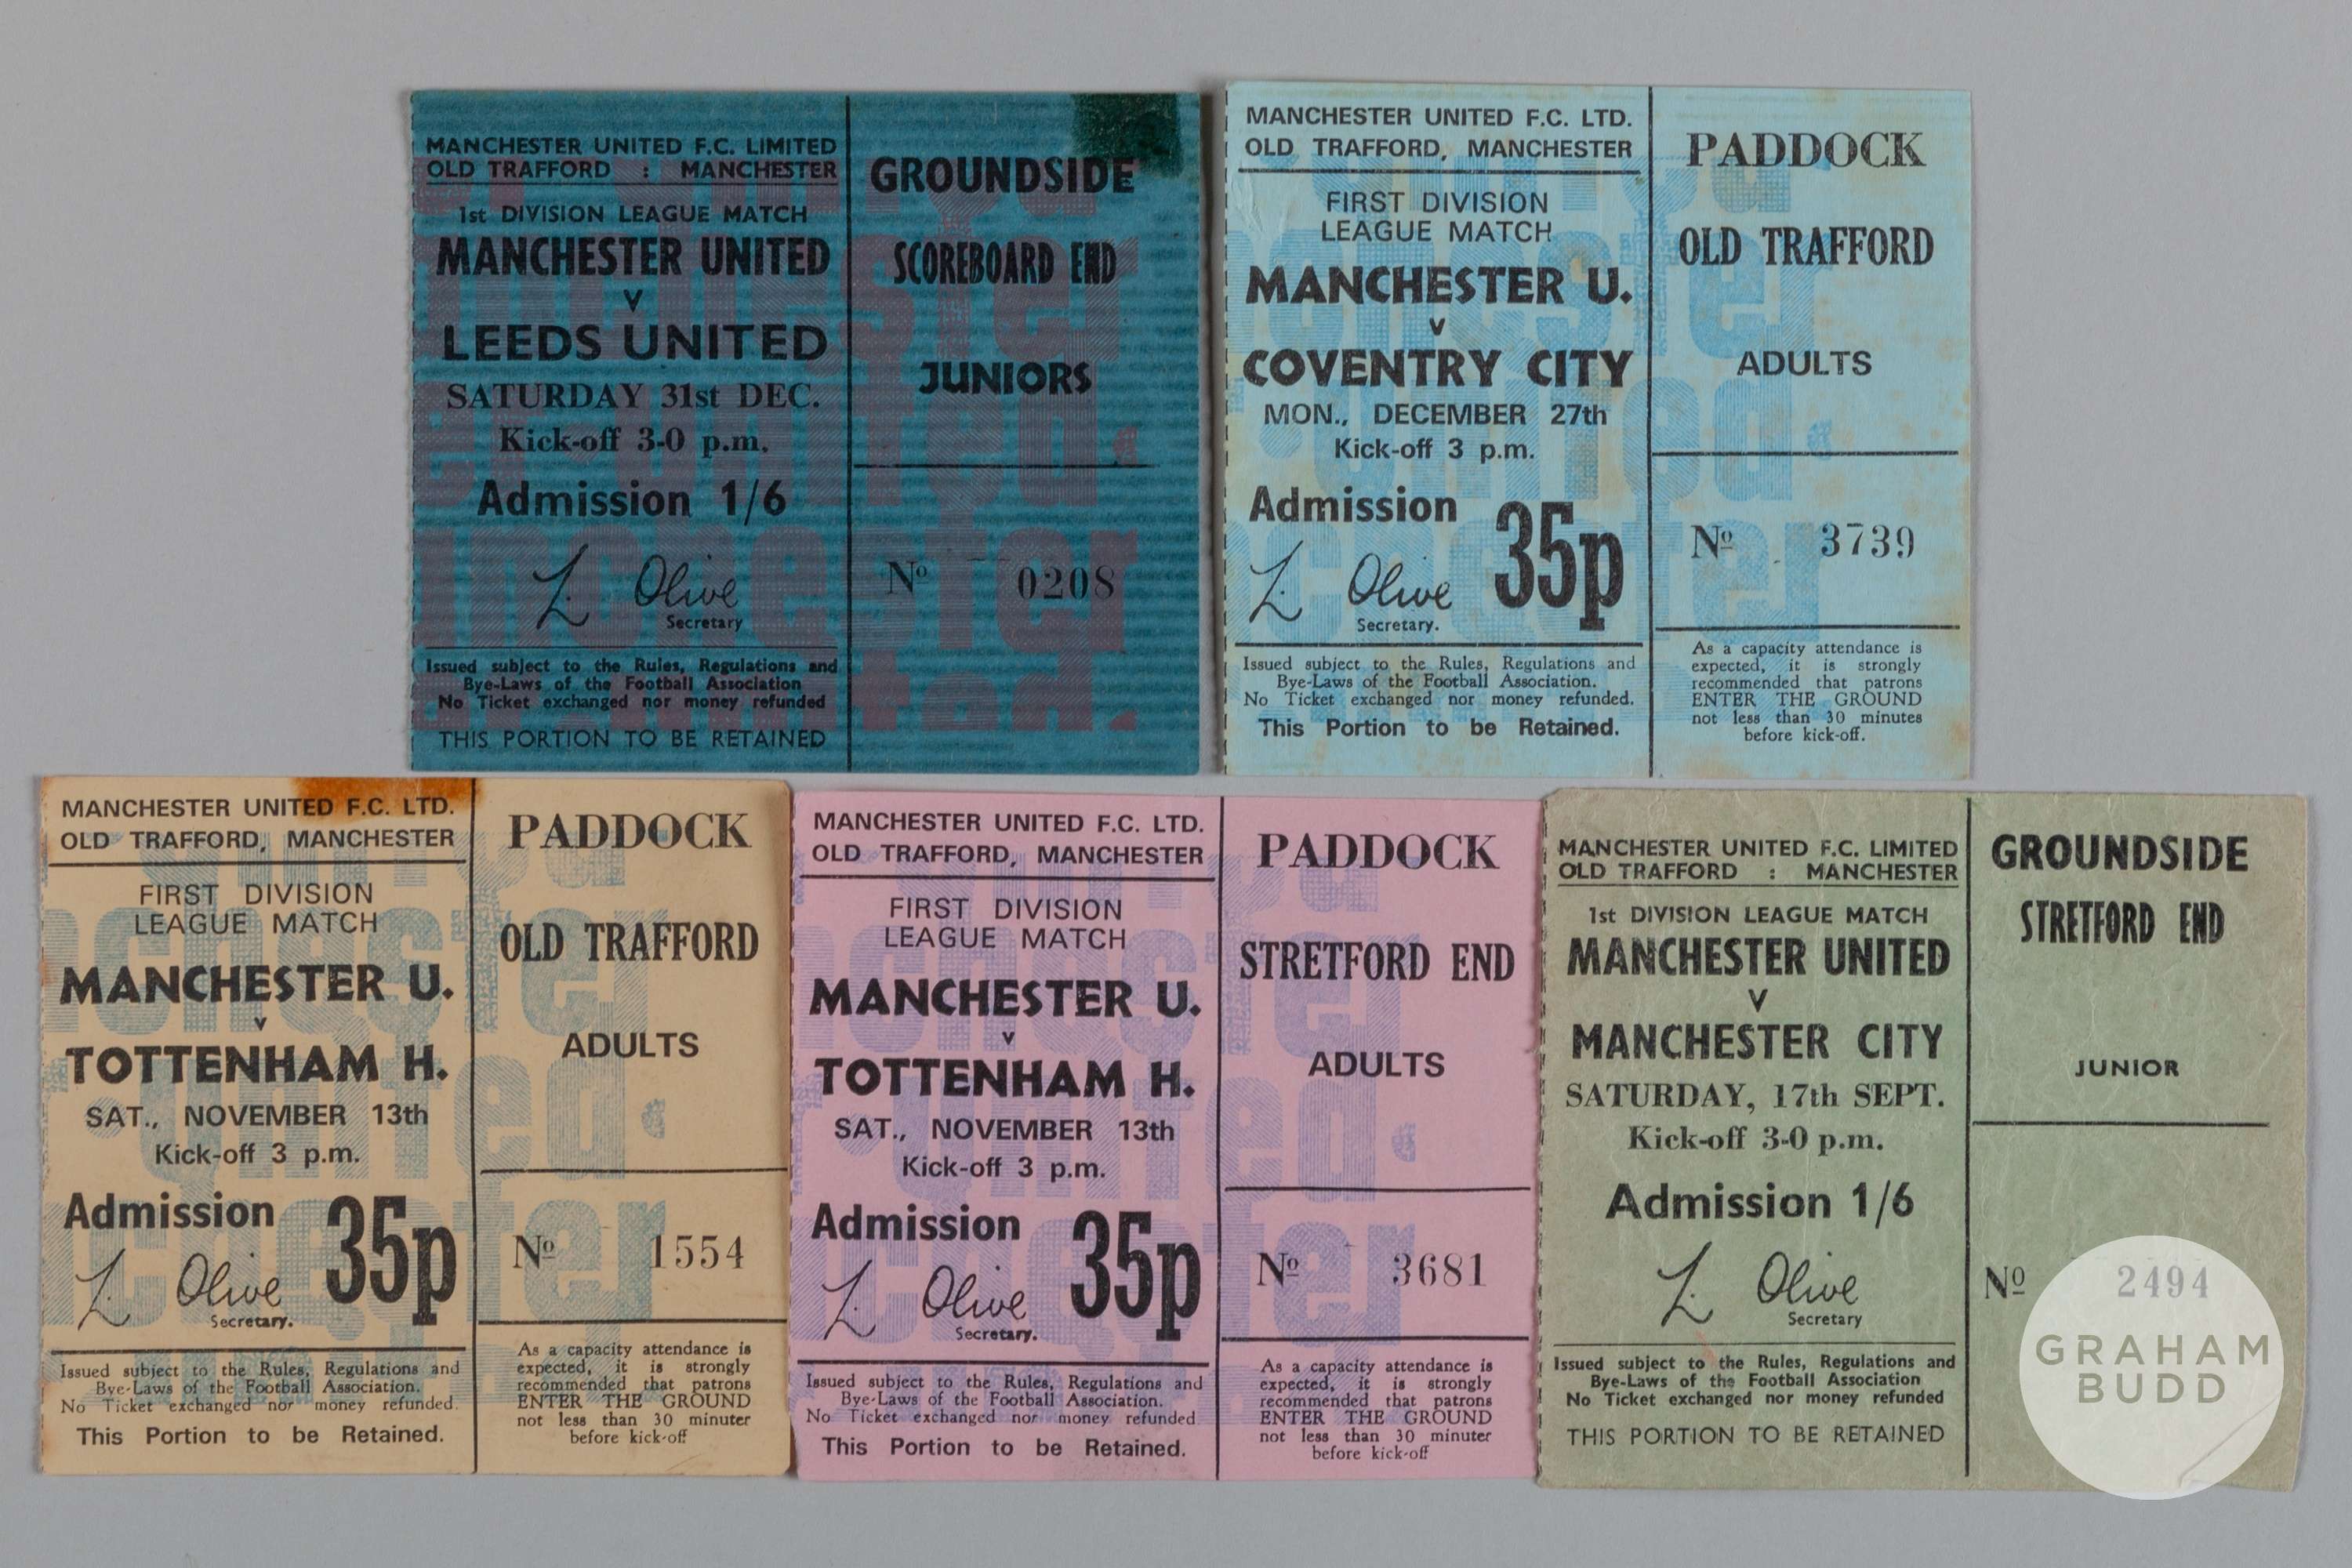 MANCHESTER UNITED F.C. LIMITED
OLD TRAFFORD : MANCHESTER
1st DIVISION LEAGUE MATCH
MANCHESTER UNITED
v
LEEDS UNITED
SATURDAY 31st DEC.
Kick-off 3-0 p.m.
Admission 1/6
L. Olive
Secretary
Issued subject to the Rules, Regulations and
Bye-Laws of the Football Association
No Ticket exchanged nor money refunded
THIS PORTION TO BE RETAINED
GROUNDSIDE
SCOREBOARD END
JUNIORS
Nº 0208
MANCHESTER UNITED F.C. LTD.
OLD TRAFFORD, MANCHESTER
FIRST DIVISION
LEAGUE MATCH
MANCHESTER U.
v
COVENTRY CITY
MON., DECEMBER 27th
Kick-off 3 p.m.
Admission 35p
L. Olive
Secretary.
Issued subject to the Rules, Regulations and
Bye-Laws of the Football Association.
No Ticket exchanged nor money refunded.
This Portion to be Retained.
PADDOCK
OLD TRAFFORD
ADULTS
Nº 3739
As a capacity attendance is
expected, it is strongly
recommended that patrons
ENTER THE GROUND
not less than 30 minutes
before kick-off.
MANCHESTER UNITED F.C. LTD.
OLD TRAFFORD, MANCHESTER
FIRST DIVISION
LEAGUE MATCH
MANCHESTER U.
v
TOTTENHAM H.
SAT., NOVEMBER 13th
Kick-off 3 p.m.
Admission 35p
L. Olive
Secretary.
Issued subject to the Rules, Regulations and
Bye-Laws of the Football Association.
No Ticket exchanged nor money refunded.
This Portion to be Retained.
PADDOCK
OLD TRAFFORD
ADULTS
Nº 1554
As a capacity attendance is
expected, it is strongly
recommended that patrons
ENTER THE GROUND
not less than 30 minuter
before kick-off
MANCHESTER UNITED F.C. LTD.
OLD TRAFFORD, MANCHESTER
FIRST DIVISION
LEAGUE MATCH
MANCHESTER U.
v
TOTTENHAM H.
SAT., NOVEMBER 13th
Kick-off 3 p.m.
Admission 35p
L. Olive
Secretary.
Issued subject to the Rules, Regulations and
Bye-Laws of the Football Association.
No Ticket exchanged nor money refunded
This Portion to be Retained.
PADDOCK
STRETFORD END
ADULTS
Nº 3681
As a capacity attendance is
expected, it is strongly
recommended that patrons
ENTER THE GROUND
not less than 30 minuter
before kick-off
MANCHESTER UNITED F.C. LIMITED
OLD TRAFFORD : MANCHESTER
1st DIVISION LEAGUE MATCH
MANCHESTER UNITED
v
MANCHESTER CITY
SATURDAY, 17th SEPT.
Kick-off 3-0 p.m.
Admission 1/6
L. Olive
Secretary
Issued subject to the Rules, Regulations and
Bye-Laws of the Football Association
No Ticket exchanged nor money refunded
THIS PORTION TO BE RETAINED
GROUNDSIDE
STRETFORD END
JUNIOR
Nº 2494
GRAHAM
BUDD